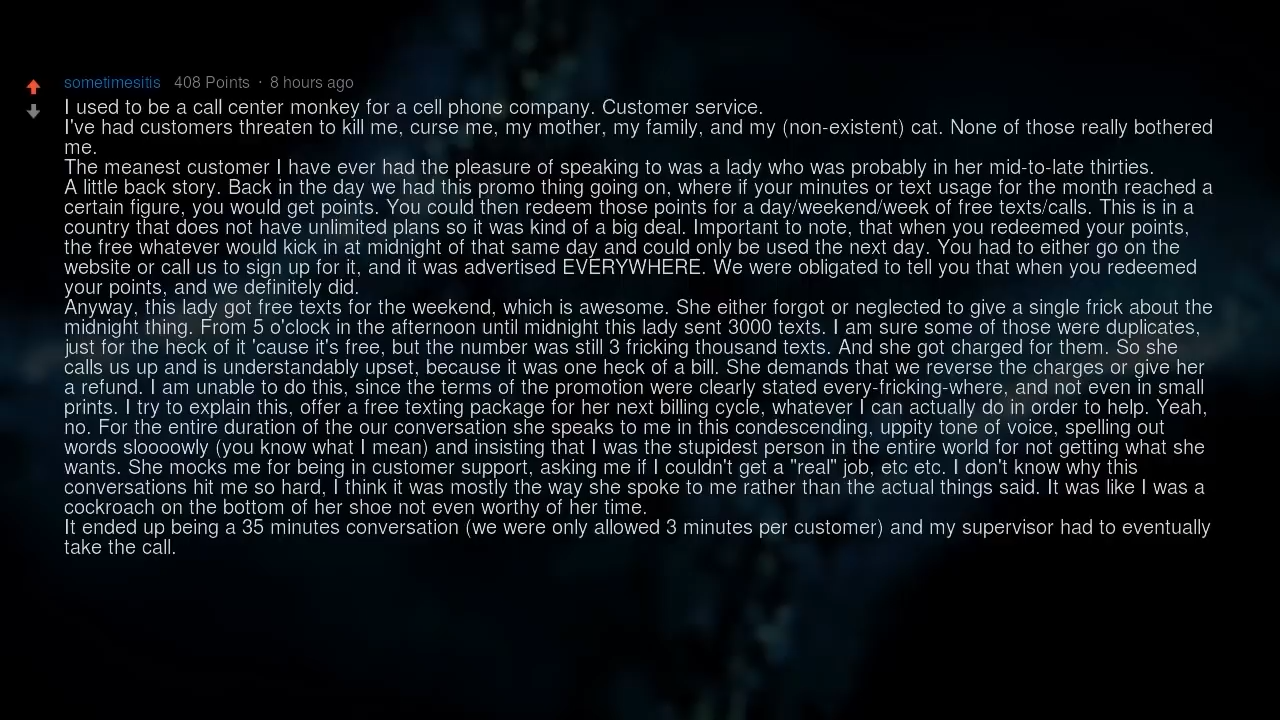 sometimesitis 408 Points · 8 hours ago
I used to be a call center monkey for a cell phone company. Customer service.
I've had customers threaten to kill me, curse me, my mother, my family, and my (non-existent) cat. None of those really bothered
me.
The meanest customer I have ever had the pleasure of speaking to was a lady who was probably in her mid-to-late thirties.
A little back story. Back in the day we had this promo thing going on, where if your minutes or text usage for the month reached a
certain figure, you would get points. You could then redeem those points for a day/weekend/week of free texts/calls. This is in a
country that does not have unlimited plans so it was kind of a big deal. Important to note, that when you redeemed your points,
the free whatever would kick in at midnight of that same day and could only be used the next day. You had to either go on the
website or call us to sign up for it, and it was advertised EVERYWHERE. We were obligated to tell you that when you redeemed
your points, and we definitely did.
Anyway, this lady got free texts for the weekend, which is awesome. She either forgot or neglected to give a single frick about the
midnight thing. From 5 o'clock in the afternoon until midnight this lady sent 3000 texts. I am sure some of those were duplicates,
just for the heck of it 'cause it's free, but the number was still 3 fricking thousand texts. And she got charged for them. So she
calls us up and is understandably upset, because it was one heck of a bill. She demands that we reverse the charges or give her
a refund. I am unable to do this, since the terms of the promotion were clearly stated every-fricking-where, and not even in small
prints. I try to explain this, offer a free texting package for her next billing cycle, whatever I can actually do in order to help. Yeah,
no. For the entire duration of the our conversation she speaks to me in this condescending, uppity tone of voice, spelling out
words sloooowly (you know what I mean) and insisting that I was the stupidest person in the entire world for not getting what she
wants. She mocks me for being in customer support, asking me if I couldn't get a "real" job, etc etc. I don't know why this
conversations hit me so hard, I think it was mostly the way she spoke to me rather than the actual things said. It was like I was a
cockroach on the bottom of her shoe not even worthy of her time.
It ended up being a 35 minutes conversation (we were only allowed 3 minutes per customer) and my supervisor had to eventually
take the call.